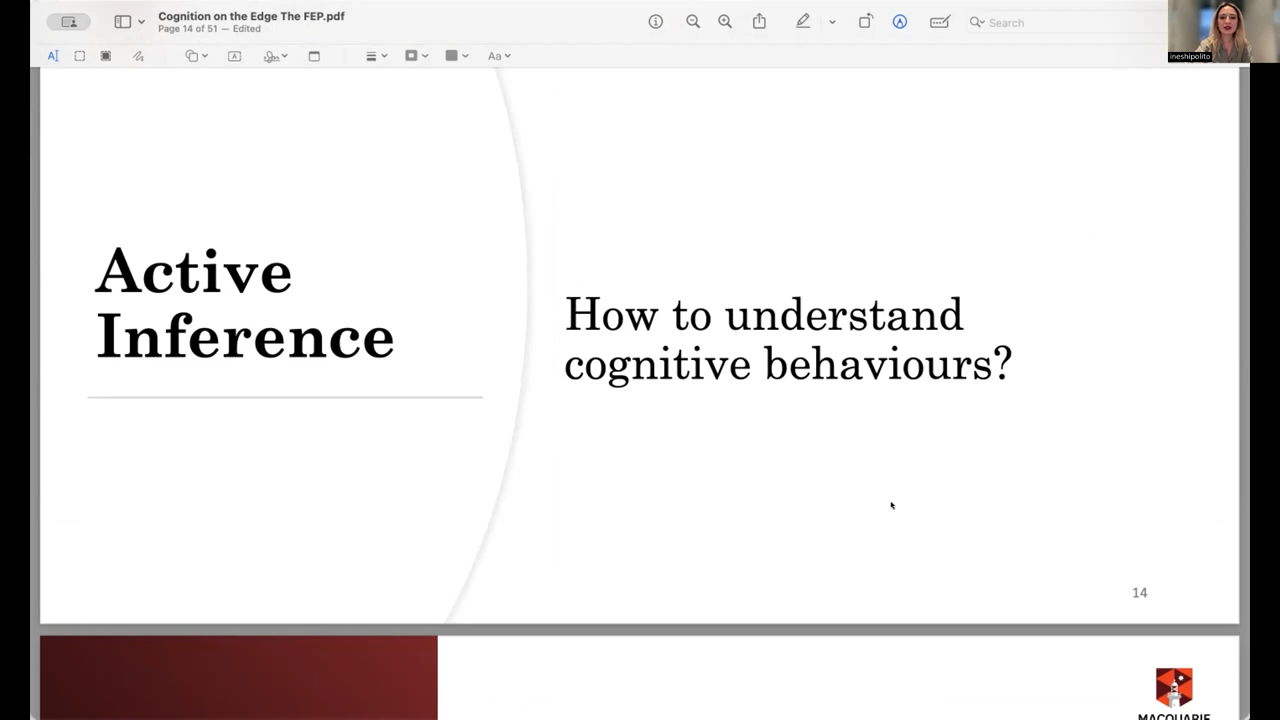 Cognition on the Edge The FEP.pdf
Page 14 of 51 — Edited
Search
ineshipolito
A
Aa
Active
Inference
How to understand
cognitive behaviours?
14
MACQUARIE